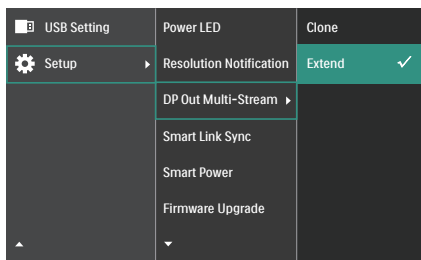 USB Setting
Setup
Power LED
Resolution Notification
DP Out Multi-Stream
Smart Link Sync
Smart Power
Firmware Upgrade
Clone
Extend